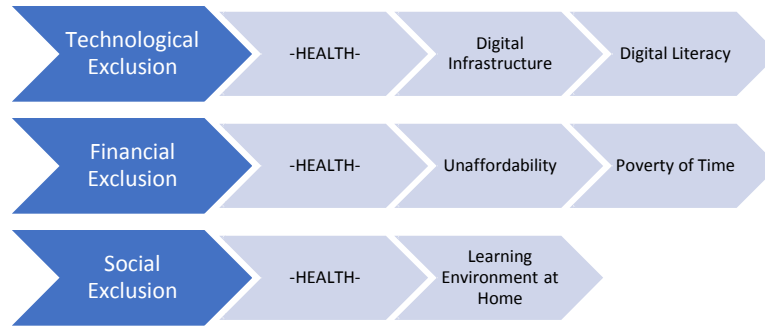 Technological
Exclusion
-HEALTH-
Digital
Infrastructure
Digital Literacy
Financial
Exclusion
-HEALTH-
Unaffordability
Poverty of Time
Social
Exclusion
-HEALTH-
Learning
Environment at
Home